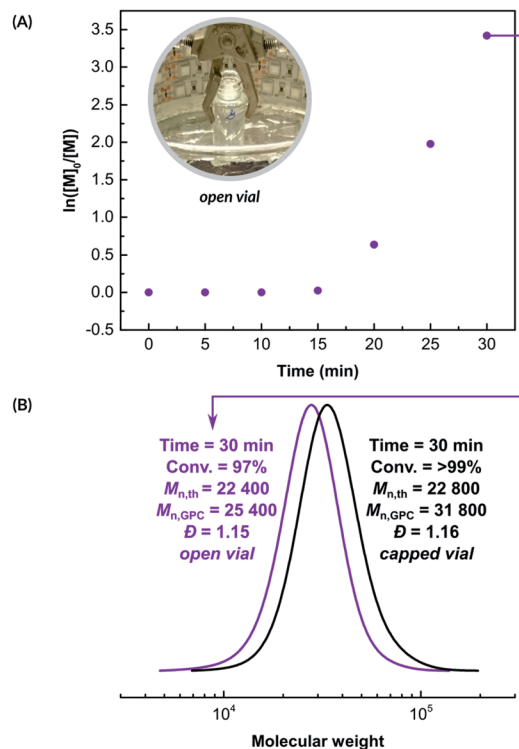 (A)
3.5
3.0
2.5
2.0
1.5
1.0
0.5
0.0
-0.5
ln([M]₀/[M])
open vial
0 5 10 15 20 25 30
Time (min)
(B)
Time = 30 min
Conv. = 97%
Mn,th = 22 400
Mn,GPC = 25 400
Đ = 1.15
open vial
Time = 30 min
Conv. = >99%
Mn,th = 22 800
Mn,GPC = 31 800
Đ = 1.16
capped vial
10⁴ 10⁵
Molecular weight